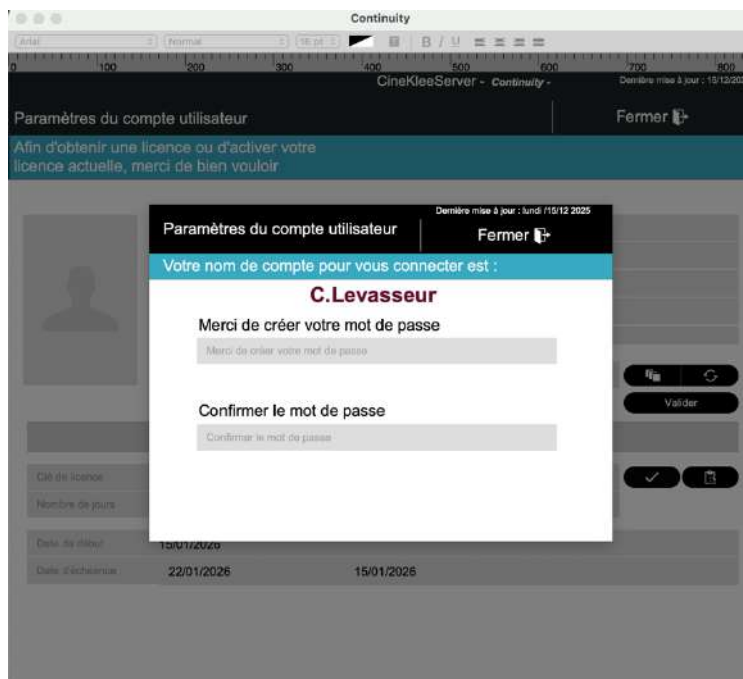 Continuity
Arial Normal 16 pt B I U
0 100 200 300 400 500 600 700 800
CineKleeServer - Continuity - Dernière mise à jour : 15/12/202
Paramètres du compte utilisateur Fermer
Afin d'obtenir une licence ou d'activer votre
licence actuelle, merci de bien vouloir
Dernière mise à jour : lundi /15/12 2025
Paramètres du compte utilisateur Fermer
Votre nom de compte pour vous connecter est :
C.Levasseur
Merci de créer votre mot de passe
Merci de créer votre mot de passe
Confirmer le mot de passe
Confirmer le mot de passe
Valider
Clé de licence
Nombre de jours
Date de début 15/01/2026
Date d'échéance 22/01/2026 15/01/2026